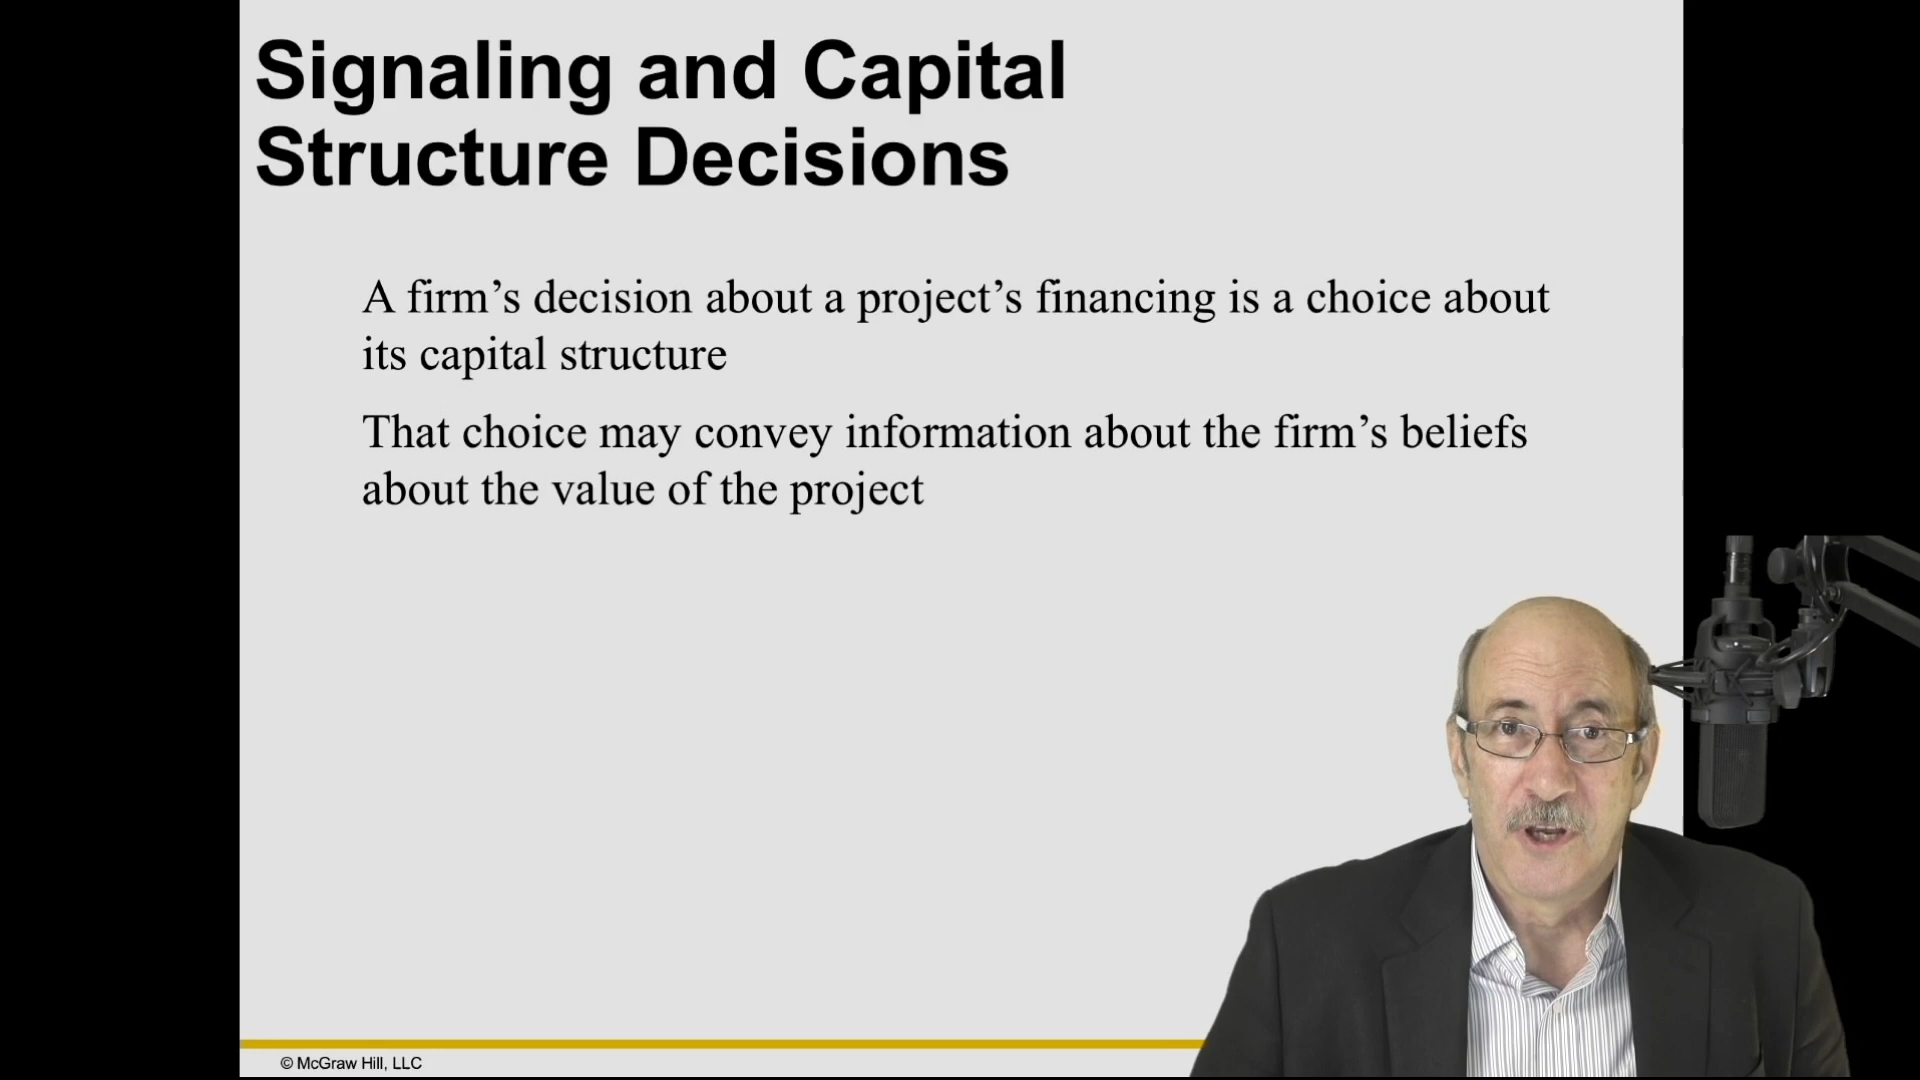 Signaling and Capital
Structure Decisions
A firm’s decision about a project’s financing is a choice about
its capital structure
That choice may convey information about the firm’s beliefs
about the value of the project
© McGraw Hill, LLC